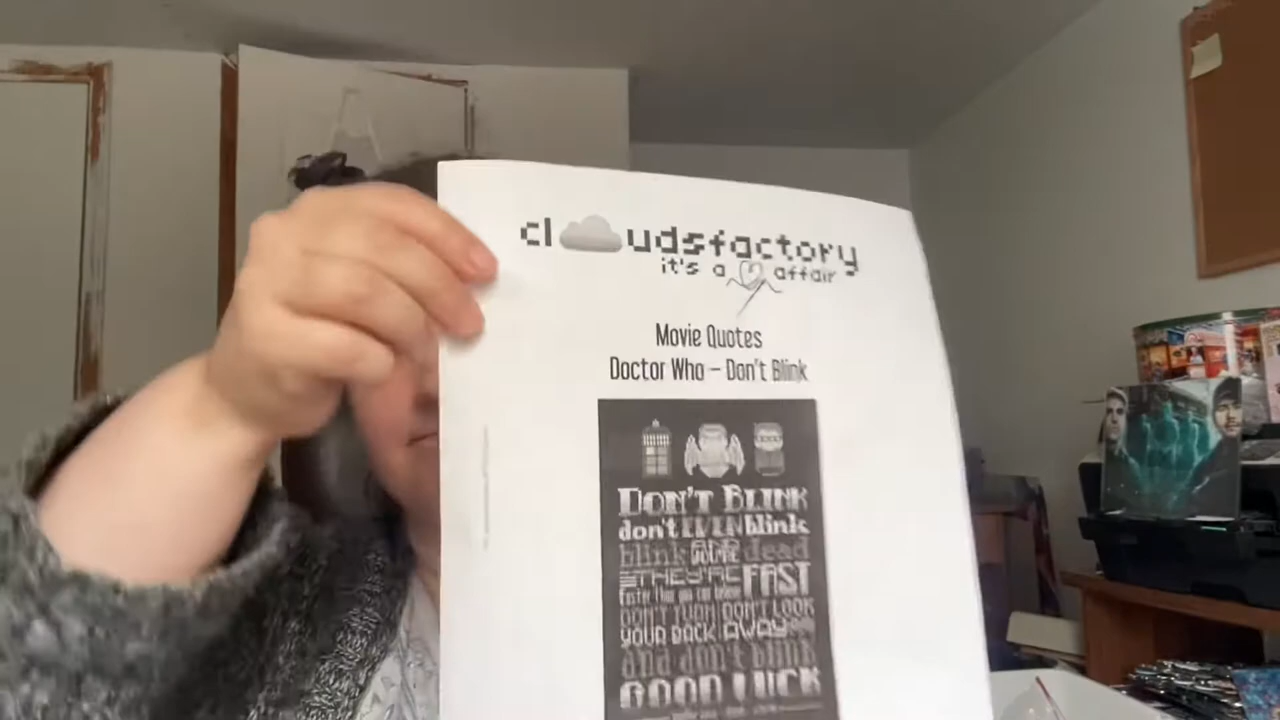 cloudsfactory
it's a affair
Movie Quotes
Doctor Who – Don't Blink
DON'T BLINK
don't EVEN blink
blink AND YOU'RE dead
THEY'RE FAST
faster than you can believe
DON'T TURN DON'T LOOK
YOUR BACK AWAY
and don't blink
GOOD LUCK